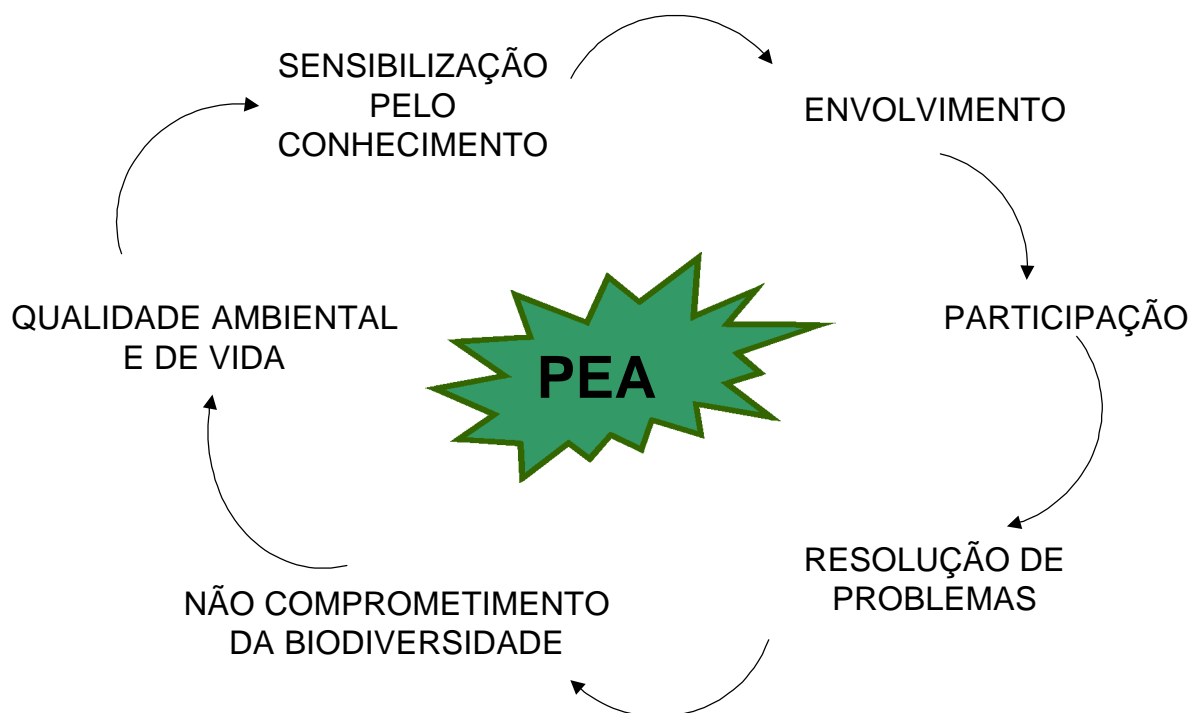 SENSIBILIZAÇÃO
PELO
CONHECIMENTO
ENVOLVIMENTO
PARTICIPAÇÃO
RESOLUÇÃO DE
PROBLEMAS
NÃO COMPROMETIMENTO
DA BIODIVERSIDADE
QUALIDADE AMBIENTAL
E DE VIDA
PEA